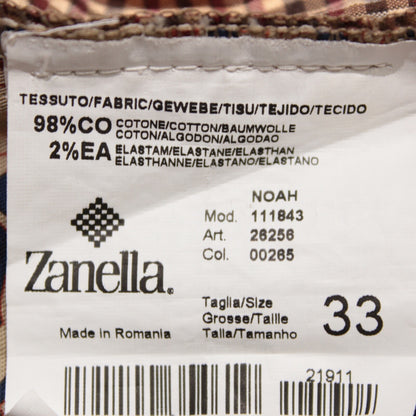 TESSUTO/FABRIC/GEWEBE/TISU/TEJIDO/TECIDO
98%CO COTONE/COTTON/BAUMWOLLE
COTON/ALGODON/ALGODAO
2%EA ELASTAM/ELASTANE/ELASTHAN
ELASTHANNE/ELASTANO/ELASTANO
NOAH
Mod. 111843
Art. 26256
Col. 00265
Zanella®
Taglia/Size
Grosse/Taille
Talla/Tamanho
33
Made in Romania
21911